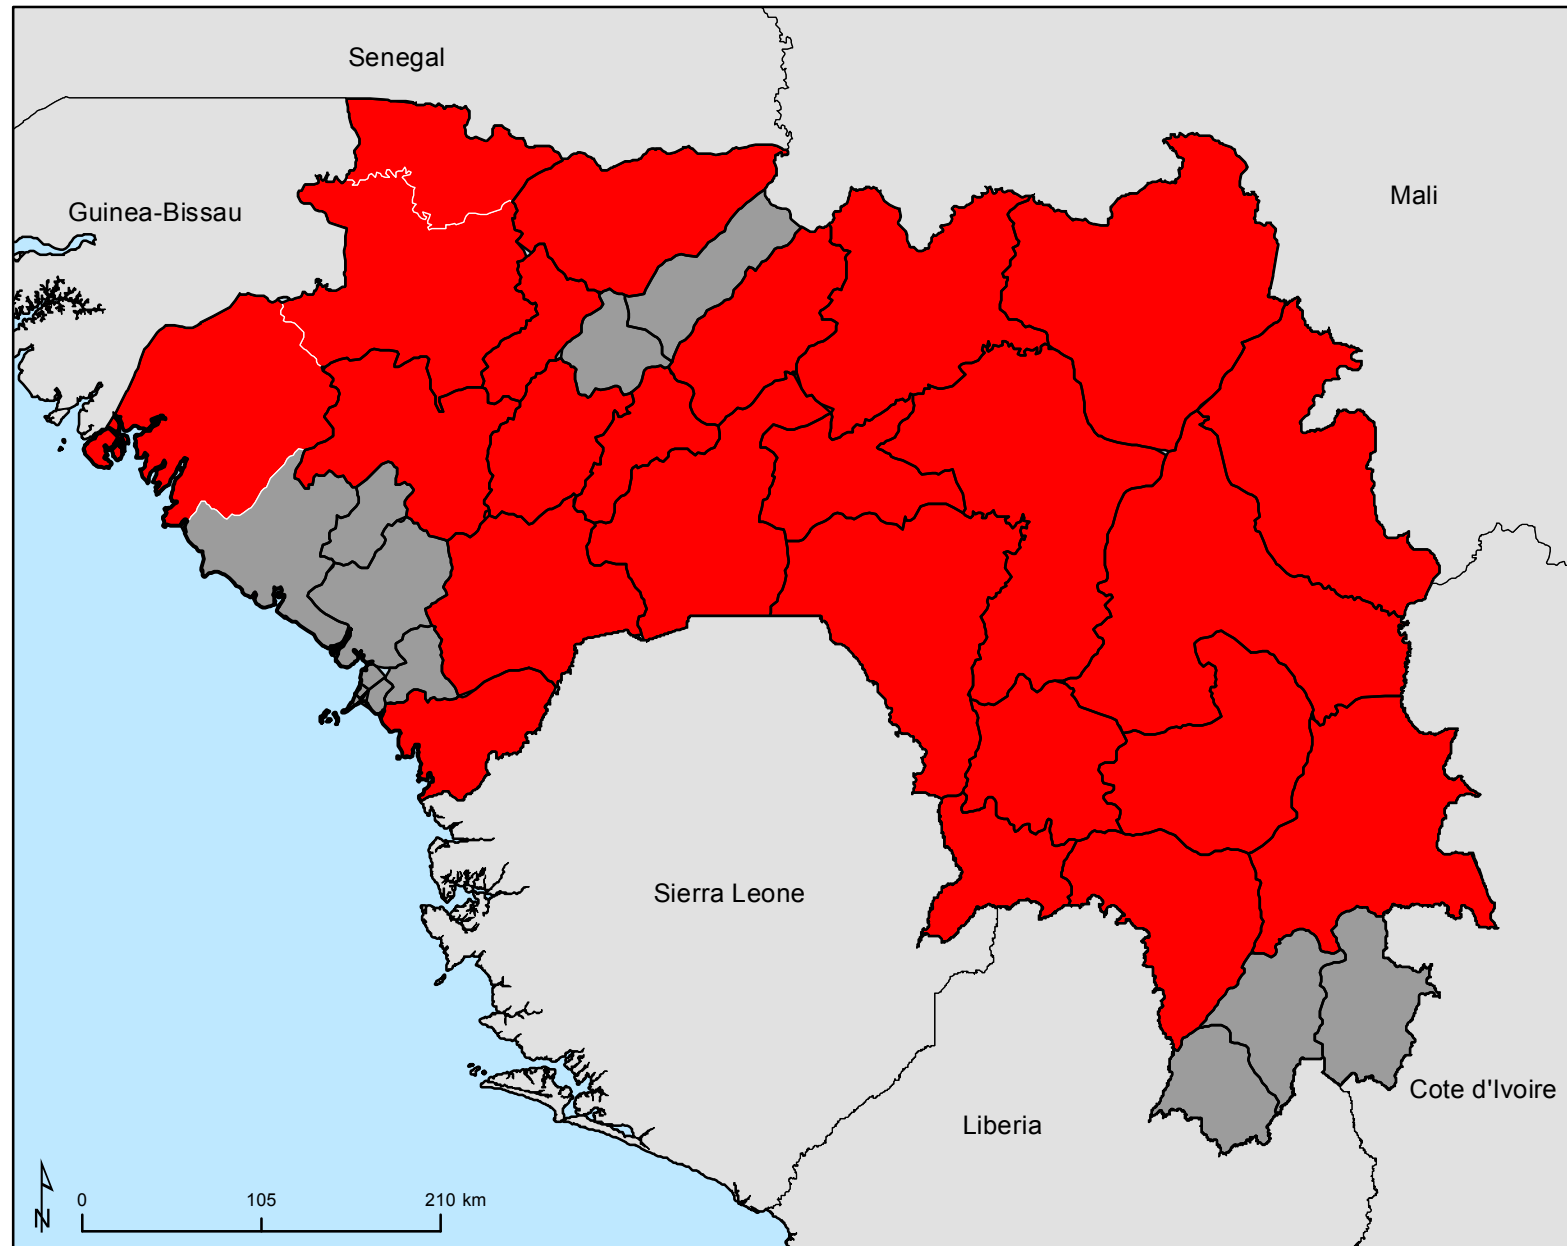 Senegal
Mali
Guinea-Bissau
Sierra Leone
Cote d'Ivoire
Liberia
N
0 105 210 km